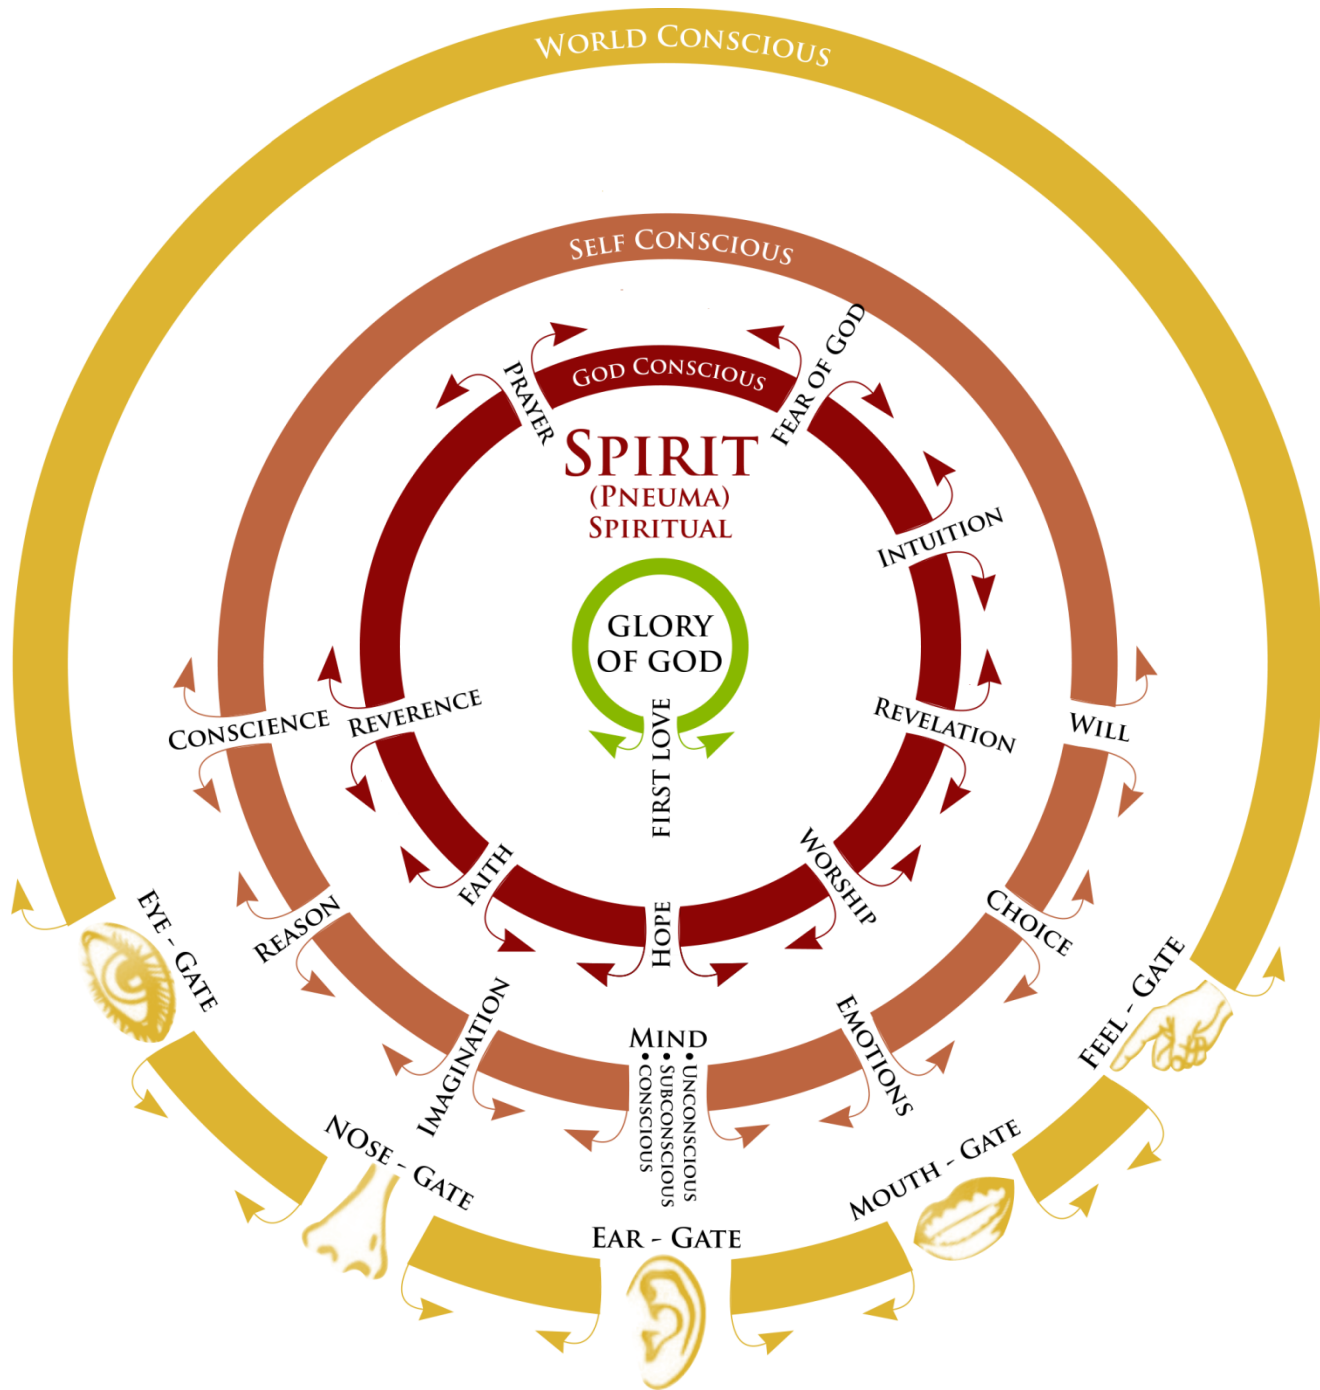 WORLD CONSCIOUS
SELF CONSCIOUS
GOD CONSCIOUS
PRAYER
FEAR OF GOD
SPIRIT
(PNEUMA)
SPIRITUAL
INTUITION
GLORY
OF GOD
FIRST LOVE
CONSCIENCE
REVERENCE
REVELATION
WILL
FAITH
HOPE
WORSHIP
REASON
CHOICE
IMAGINATION
MIND
• CONSCIOUS
• SUBCONSCIOUS
• UNCONSCIOUS
EMOTIONS
EYE - GATE
NOSE - GATE
EAR - GATE
MOUTH - GATE
FEEL - GATE